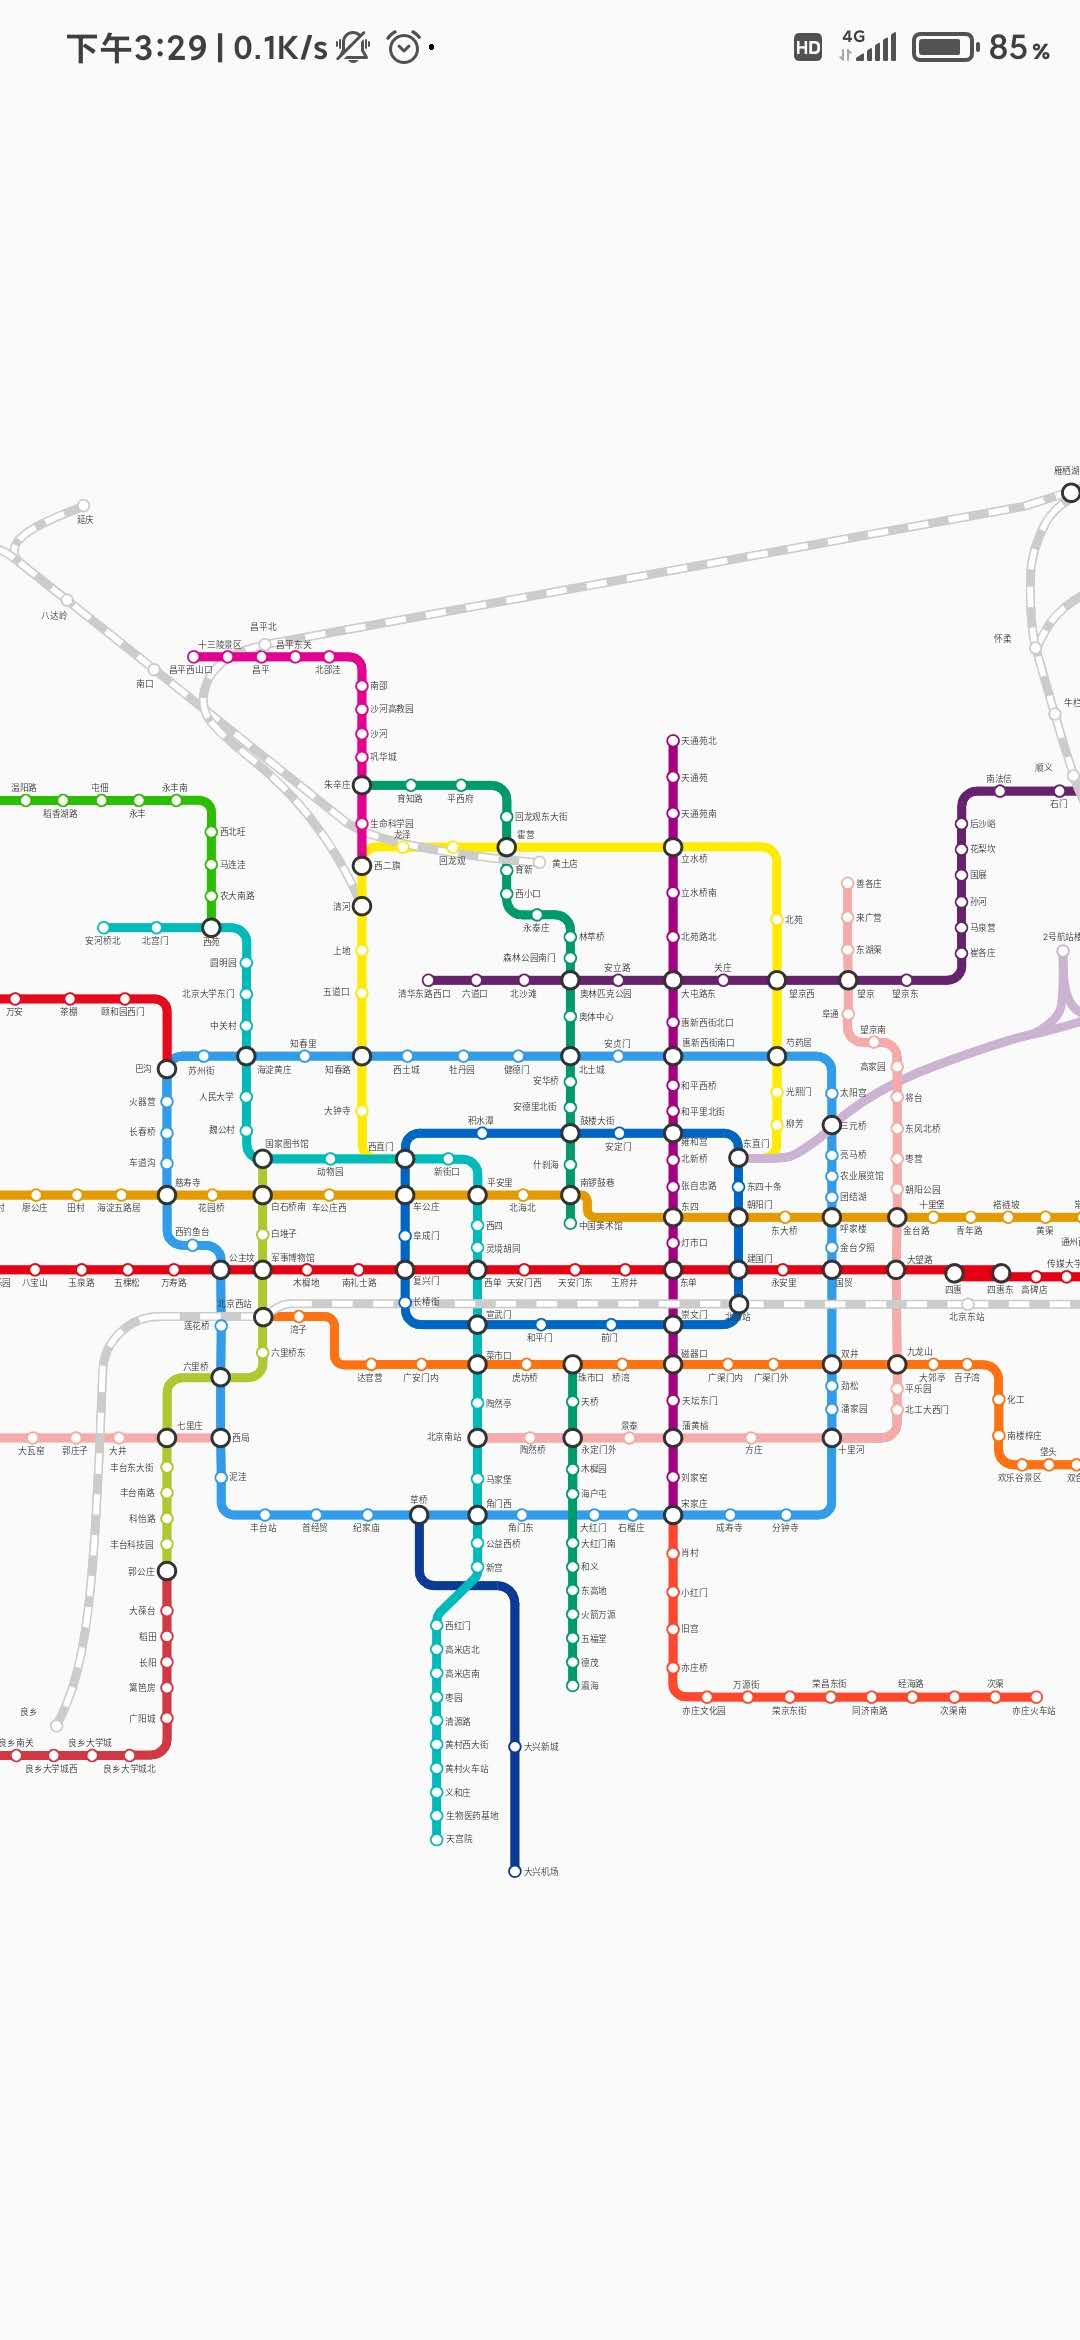 下午3:29 | 0.1K/s
HD 4G 85%
雁栖湖
延庆
八达岭
昌平北
十三陵景区 昌平东关
昌平西山口 昌平 北邵洼
怀柔
南口
南邵
牛栏
沙河高教园
沙河
天通苑北
巩华城
顺义
天通苑
南法信
朱辛庄
温阳路 屯佃 永丰南
育知路 平西府
石门
稻香湖路 永丰
天通苑南
回龙观东大街
生命科学园
后沙峪
西北旺
龙泽
霍营
花梨坎
回龙观
黄土店
立水桥
马连洼
西二旗
育新
国展
善各庄
农大南路
西小口
立水桥南
清河
孙河
来广营
北苑
永泰庄
马泉营
安河桥北 北宫门 西苑
林萃桥
北苑路北
2号航站楼
上地
东湖渠
崔各庄
圆明园
森林公园南门
安立路
关庄
五道口
清华东路西口 六道口 北沙滩
奥林匹克公园
大屯路东
望京西
望京
望京东
北京大学东门
万安 茶棚 颐和园西门
阜通
奥体中心
惠新西街北口
中关村
望京南
知春里
安贞门
惠新西街南口
芍药居
巴沟
苏州街
海淀黄庄
知春路
西土城 牡丹园 健德门
北土城
高家园
安华桥
和平西桥
光熙门
太阳宫
火器营
人民大学
将台
大钟寺
安德里北街
和平里北街
积水潭
鼓楼大街
柳芳
三元桥
长春桥
魏公村
东风北桥
国家图书馆
西直门
安定门
雍和宫
东直门
亮马桥
车道沟
动物园
新街口
什刹海
北新桥
枣营
农业展览馆
慈寿寺
平安里
南锣鼓巷
张自忠路
东四十条
朝阳公园
团结湖
廖公庄 田村 海淀五路居
花园桥
白石桥南 车公庄西
车公庄
北海北
东四
朝阳门
十里堡 褡裢坡
西钓鱼台
西四
中国美术馆
东大桥
呼家楼
金台路
青年路
黄渠
白堆子
阜成门
灯市口
金台夕照
灵境胡同
公主坟
军事博物馆
建国门
大望路
传媒大学
八宝山 玉泉路 五棵松 万寿路
木樨地 南礼士路
复兴门
西单 天安门西 天安门东 王府井
东单
永安里
国贸
四惠 四惠东 高碑店
北京西站
长椿街
莲花桥
湾子
宣武门
崇文门
北京东站
和平门 前门
六里桥东
菜市口
磁器口
双井
九龙山
六里桥
达官营 广安门内
虎坊桥
珠市口 桥湾
广渠门内 广渠门外
大郊亭 百子湾
劲松
平乐园
天桥
天坛东门
化工
陶然亭
潘家园
北工大西门
七里庄
景泰
蒲黄榆
西局
北京南站
南楼梓庄
大瓦窑 郭庄子 大井
陶然桥
永定门外
方庄
十里河
垡头
丰台东大街
木樨园
泥洼
马家堡
刘家窑
欢乐谷景区
丰台南路
海户屯
草桥
角门西
宋家庄
科怡路
丰台站 首经贸 纪家庙
角门东
大红门 石榴庄
成寿寺 分钟寺
丰台科技园
公益西桥
大红门南
肖村
新宫
和义
郭公庄
东高地
小红门
大葆台
火箭万源
西红门
旧宫
稻田
五福堂
高米店北
长阳
德茂
亦庄桥
高米店南
篱笆房
瀛海
荣昌东街 经海路 次渠
万源街
枣园
良乡
亦庄文化园 荣京东街 同济南路 次渠南 亦庄火车站
广阳城
清源路
良乡南关 良乡大学城
黄村西大街
大兴新城
良乡大学城西 良乡大学城北
黄村火车站
义和庄
生物医药基地
天宫院
大兴机场